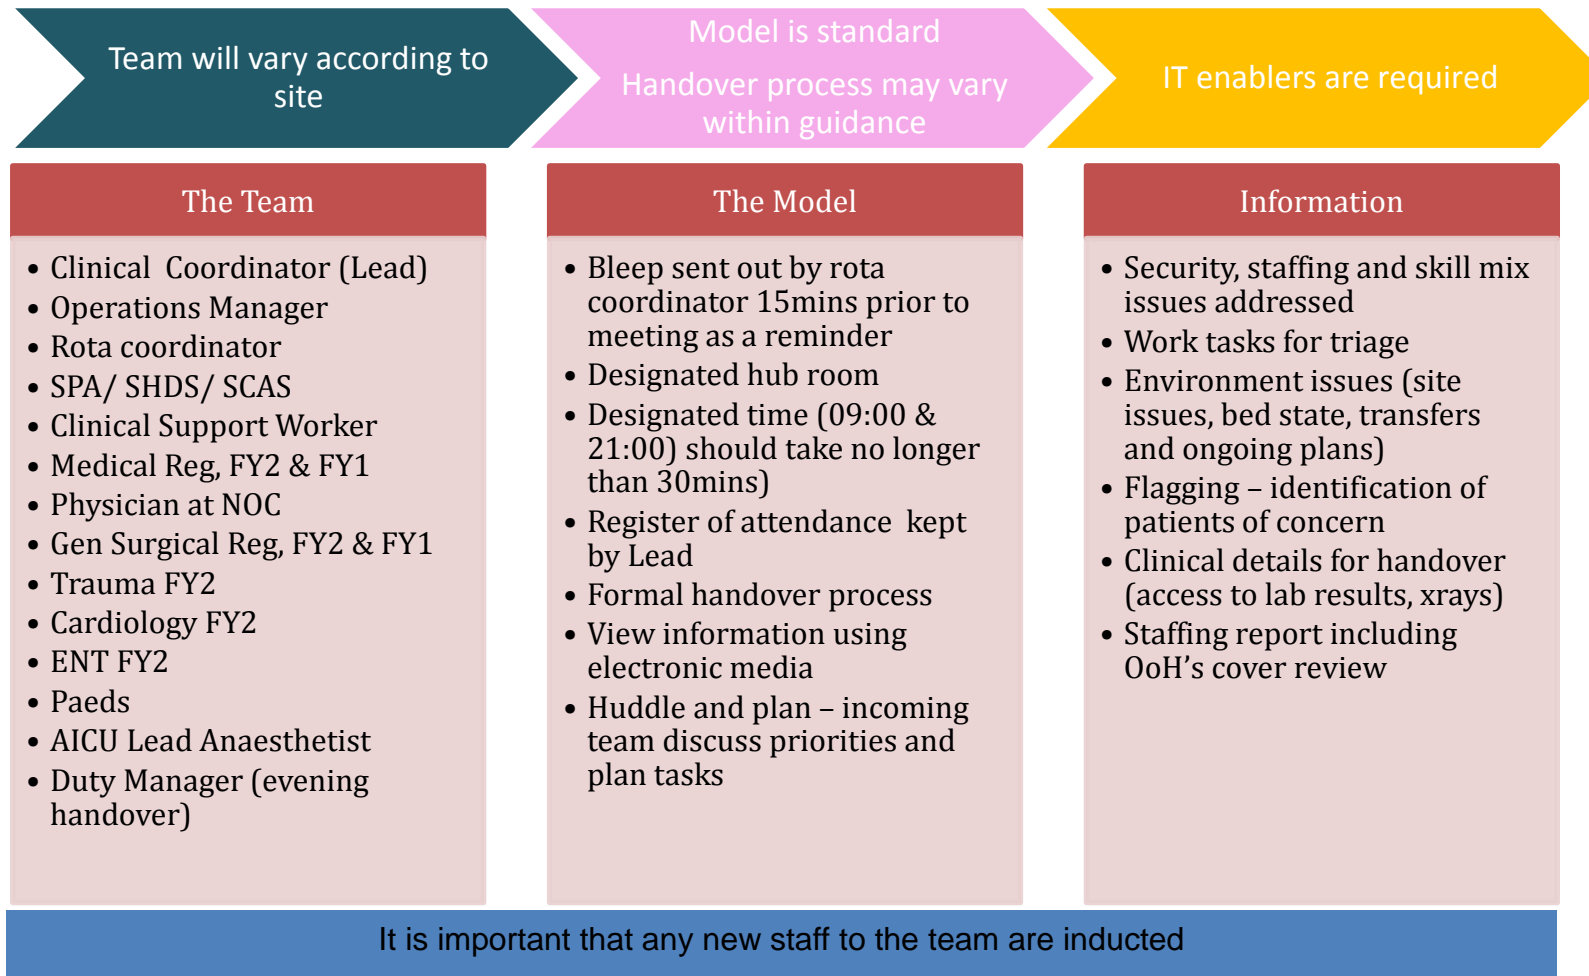 Team will vary according to
site
Model is standard
Handover process may vary
within guidance
IT enablers are required
The Team
• Clinical  Coordinator (Lead)
• Operations Manager
• Rota coordinator
• SPA/ SHDS/ SCAS
• Clinical Support Worker
• Medical Reg, FY2 & FY1
• Physician at NOC
• Gen Surgical Reg, FY2 & FY1
• Trauma FY2
• Cardiology FY2
• ENT FY2
• Paeds
• AICU Lead Anaesthetist
• Duty Manager (evening
handover)
The Model
• Bleep sent out by rota
coordinator 15mins prior to
meeting as a reminder
• Designated hub room
• Designated time (09:00 &
21:00) should take no longer
than 30mins)
• Register of attendance  kept
by Lead
• Formal handover process
• View information using
electronic media
• Huddle and plan – incoming
team discuss priorities and
plan tasks
Information
• Security, staffing and skill mix
issues addressed
• Work tasks for triage
• Environment issues (site
issues, bed state, transfers
and ongoing plans)
• Flagging – identification of
patients of concern
• Clinical details for handover
(access to lab results, xrays)
• Staffing report including
OoH’s cover review
It is important that any new staff to the team are inducted